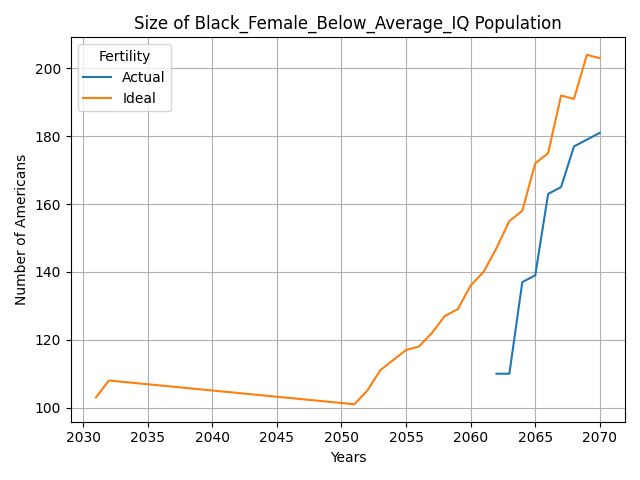 Size of Black_Female_Below_Average_IQ Population
Fertility
Actual
Ideal
Number of Americans
200
180
160
140
120
100
2030 2035 2040 2045 2050 2055 2060 2065 2070
Years